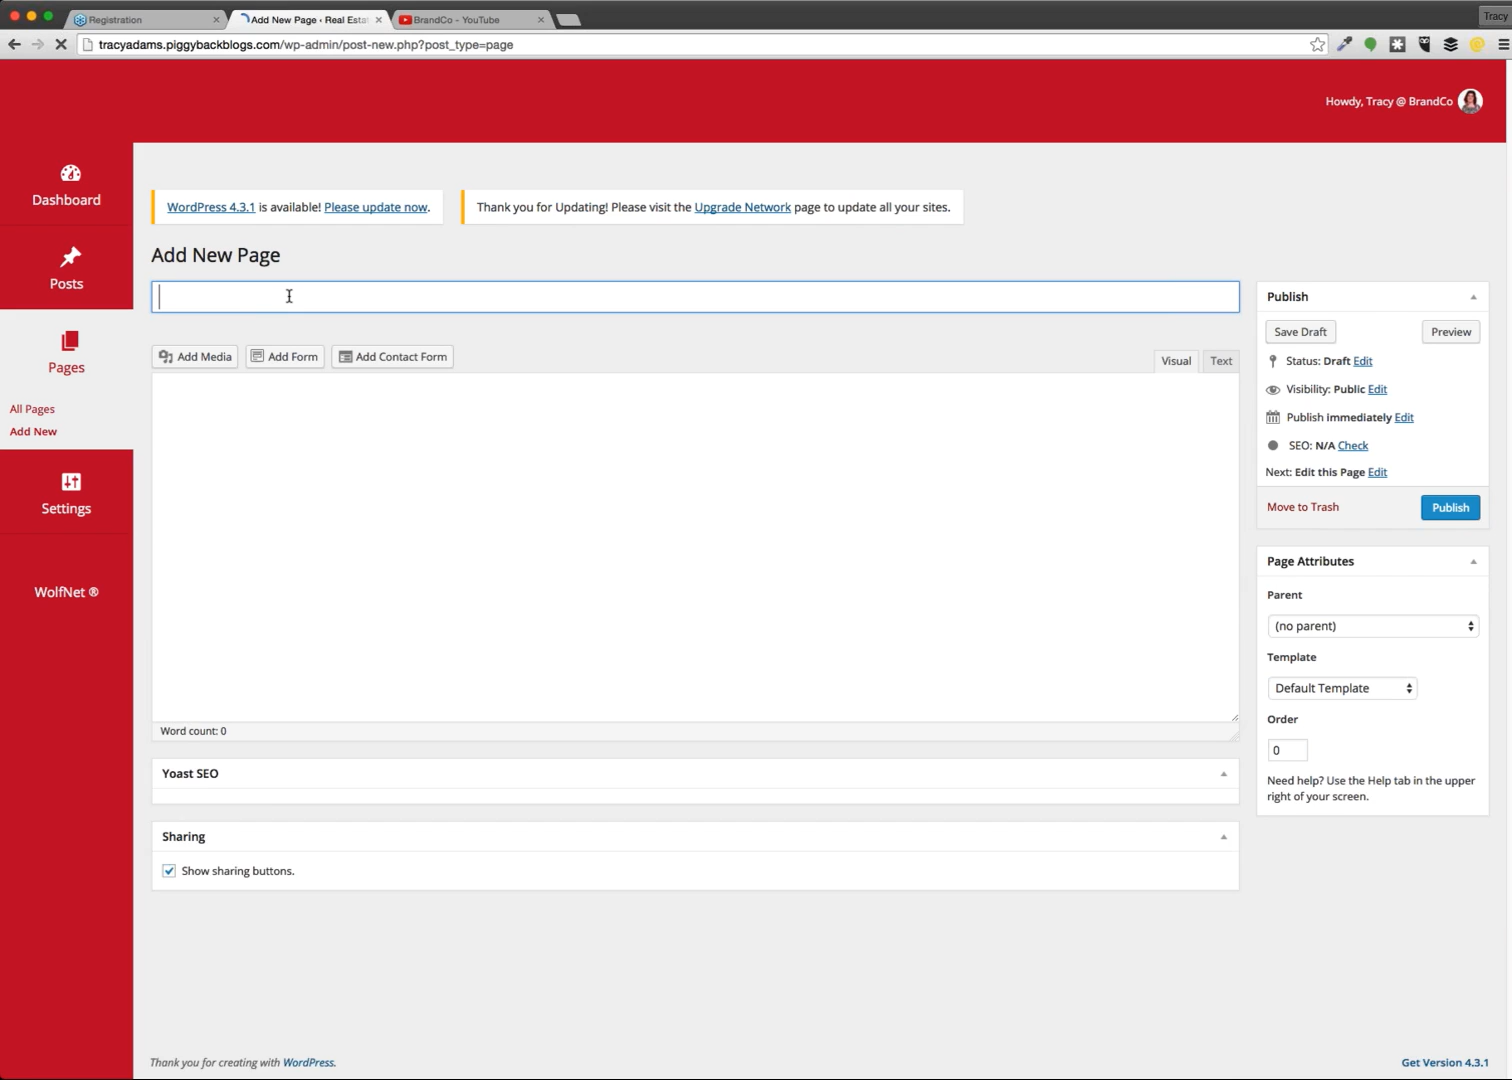 Registration
Add New Page ‹ Real Esta
BrandCo - YouTube
Tracy
tracyadams.piggybackblogs.com/wp-admin/post-new.php?post_type=page
Howdy, Tracy @ BrandCo
Dashboard
Posts
Pages
All Pages
Add New
Settings
WolfNet ®
WordPress 4.3.1 is available! Please update now.
Thank you for Updating! Please visit the Upgrade Network page to update all your sites.
Add New Page
Add Media
Add Form
Add Contact Form
Visual
Text
Word count: 0
Yoast SEO
Sharing
Show sharing buttons.
Publish
Save Draft
Preview
Status: Draft Edit
Visibility: Public Edit
Publish immediately Edit
SEO: N/A Check
Next: Edit this Page Edit
Move to Trash
Publish
Page Attributes
Parent
(no parent)
Template
Default Template
Order
0
Need help? Use the Help tab in the upper
right of your screen.
Thank you for creating with WordPress.
Get Version 4.3.1